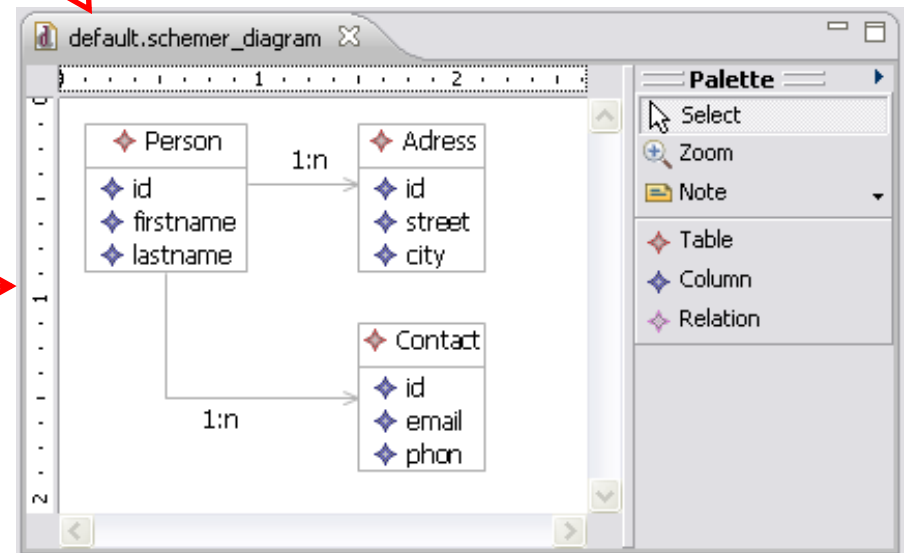 default.schemer_diagram
1 2
Palette
Select
Zoom
Note
Table
Column
Relation
0
1
2
Person
id
firstname
lastname
1:n
Adress
id
street
city
1:n
Contact
id
email
phon